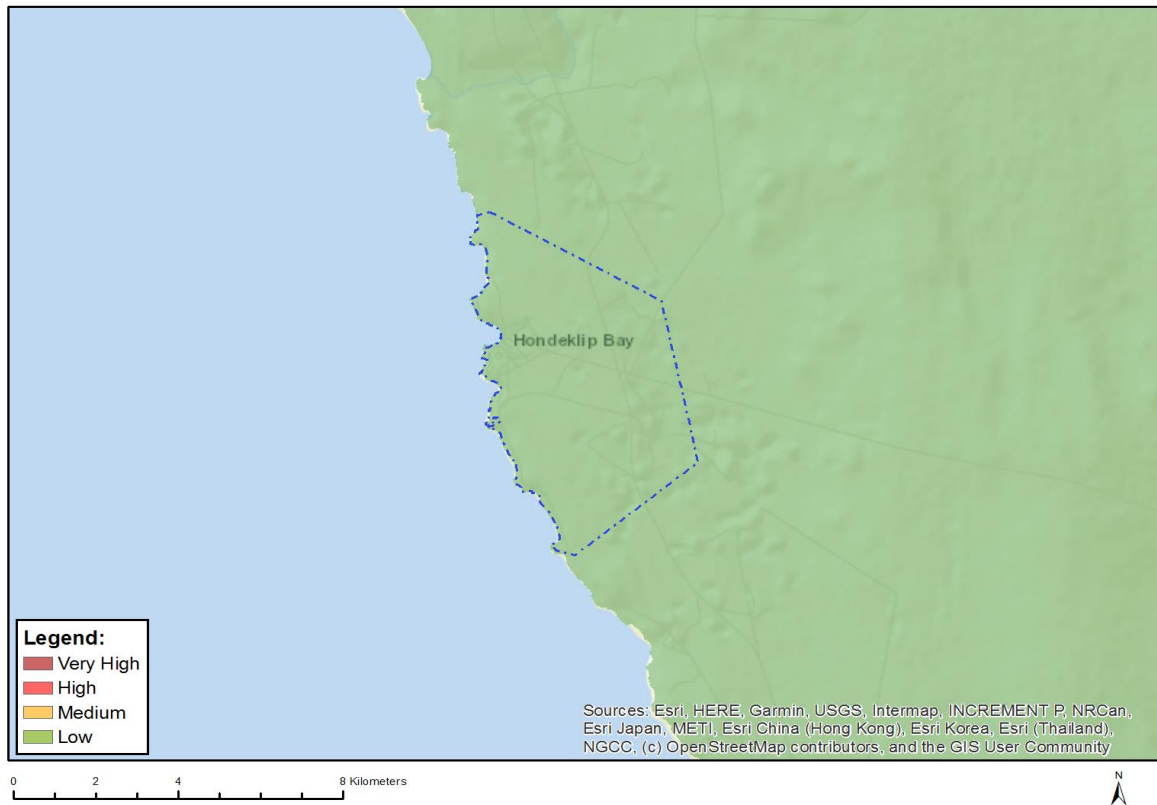 Hondeklip Bay
Legend:
Very High
High
Medium
Low
Sources: Esri, HERE, Garmin, USGS, Intermap, INCREMENT P, NRCan,
Esri Japan, METI, Esri China (Hong Kong), Esri Korea, Esri (Thailand),
NGCC, (c) OpenStreetMap contributors, and the GIS User Community
0 2 4 8 Kilometers
N